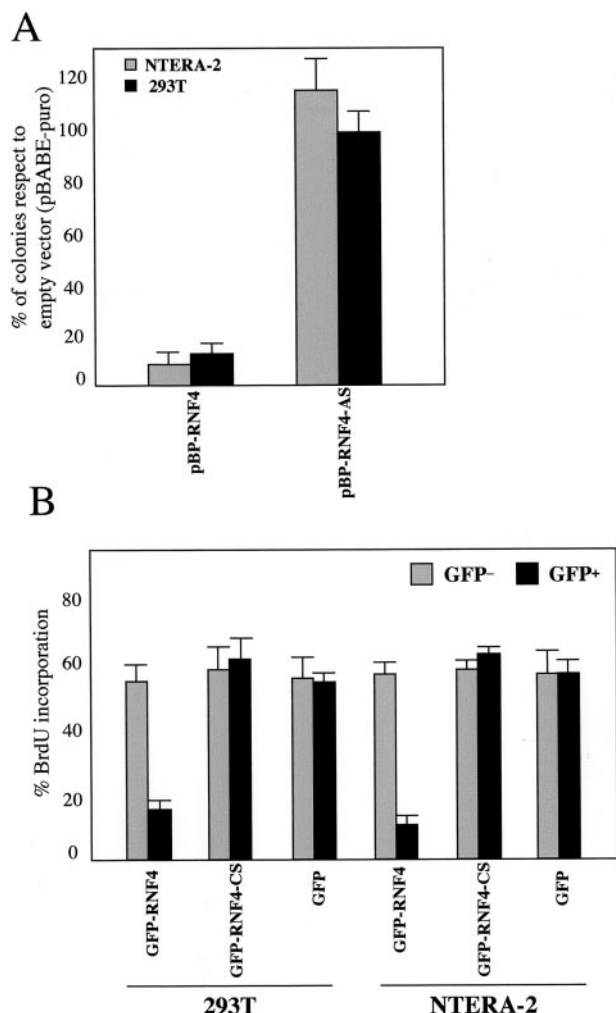 A
% of colonies respect to
empty vector (pBABE-puro)
120
100
80
60
40
20
0
NTERA-2
293T
pBP-RNF4
pBP-RNF4-AS
B
% BrdU incorporation
80
60
40
20
0
GFP–
GFP+
GFP-RNF4
GFP-RNF4-CS
GFP
GFP-RNF4
GFP-RNF4-CS
GFP
293T
NTERA-2